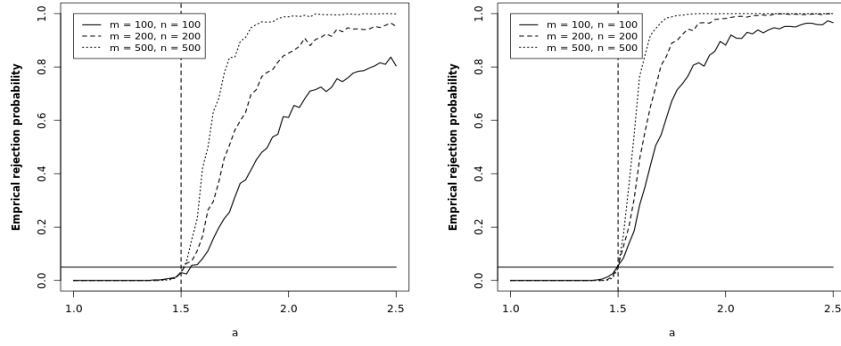 m = 100, n = 100
m = 200, n = 200
m = 500, n = 500
Emprical rejection probability
1.0
0.8
0.6
0.4
0.2
0.0
1.0
1.5
2.0
2.5
a
m = 100, n = 100
m = 200, n = 200
m = 500, n = 500
Emprical rejection probability
1.0
0.8
0.6
0.4
0.2
0.0
1.0
1.5
2.0
2.5
a